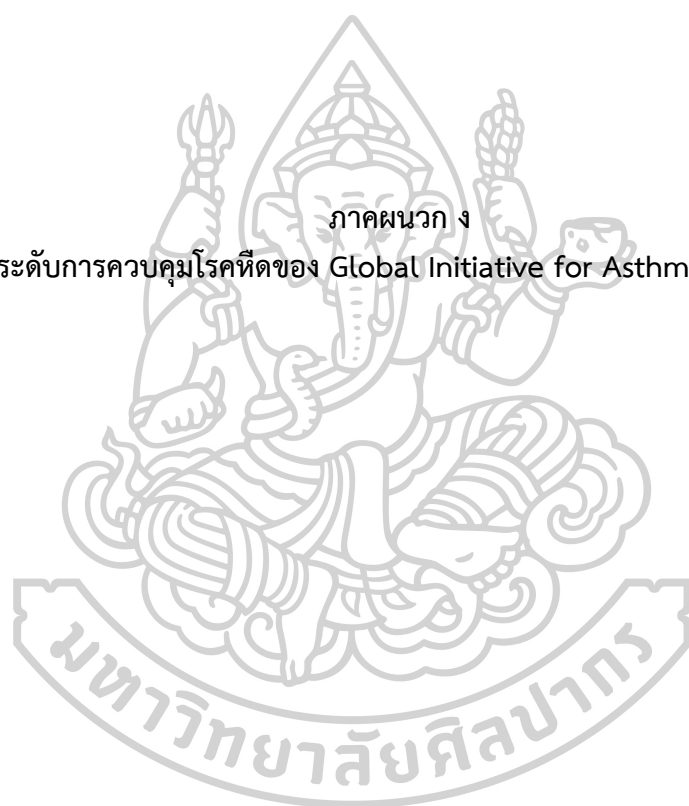 ภาคผนวก ง
ระดับการควบคุมโรคหืดของ Global Initiative for Asthm
มหาวิทยาลัยศิลปากร